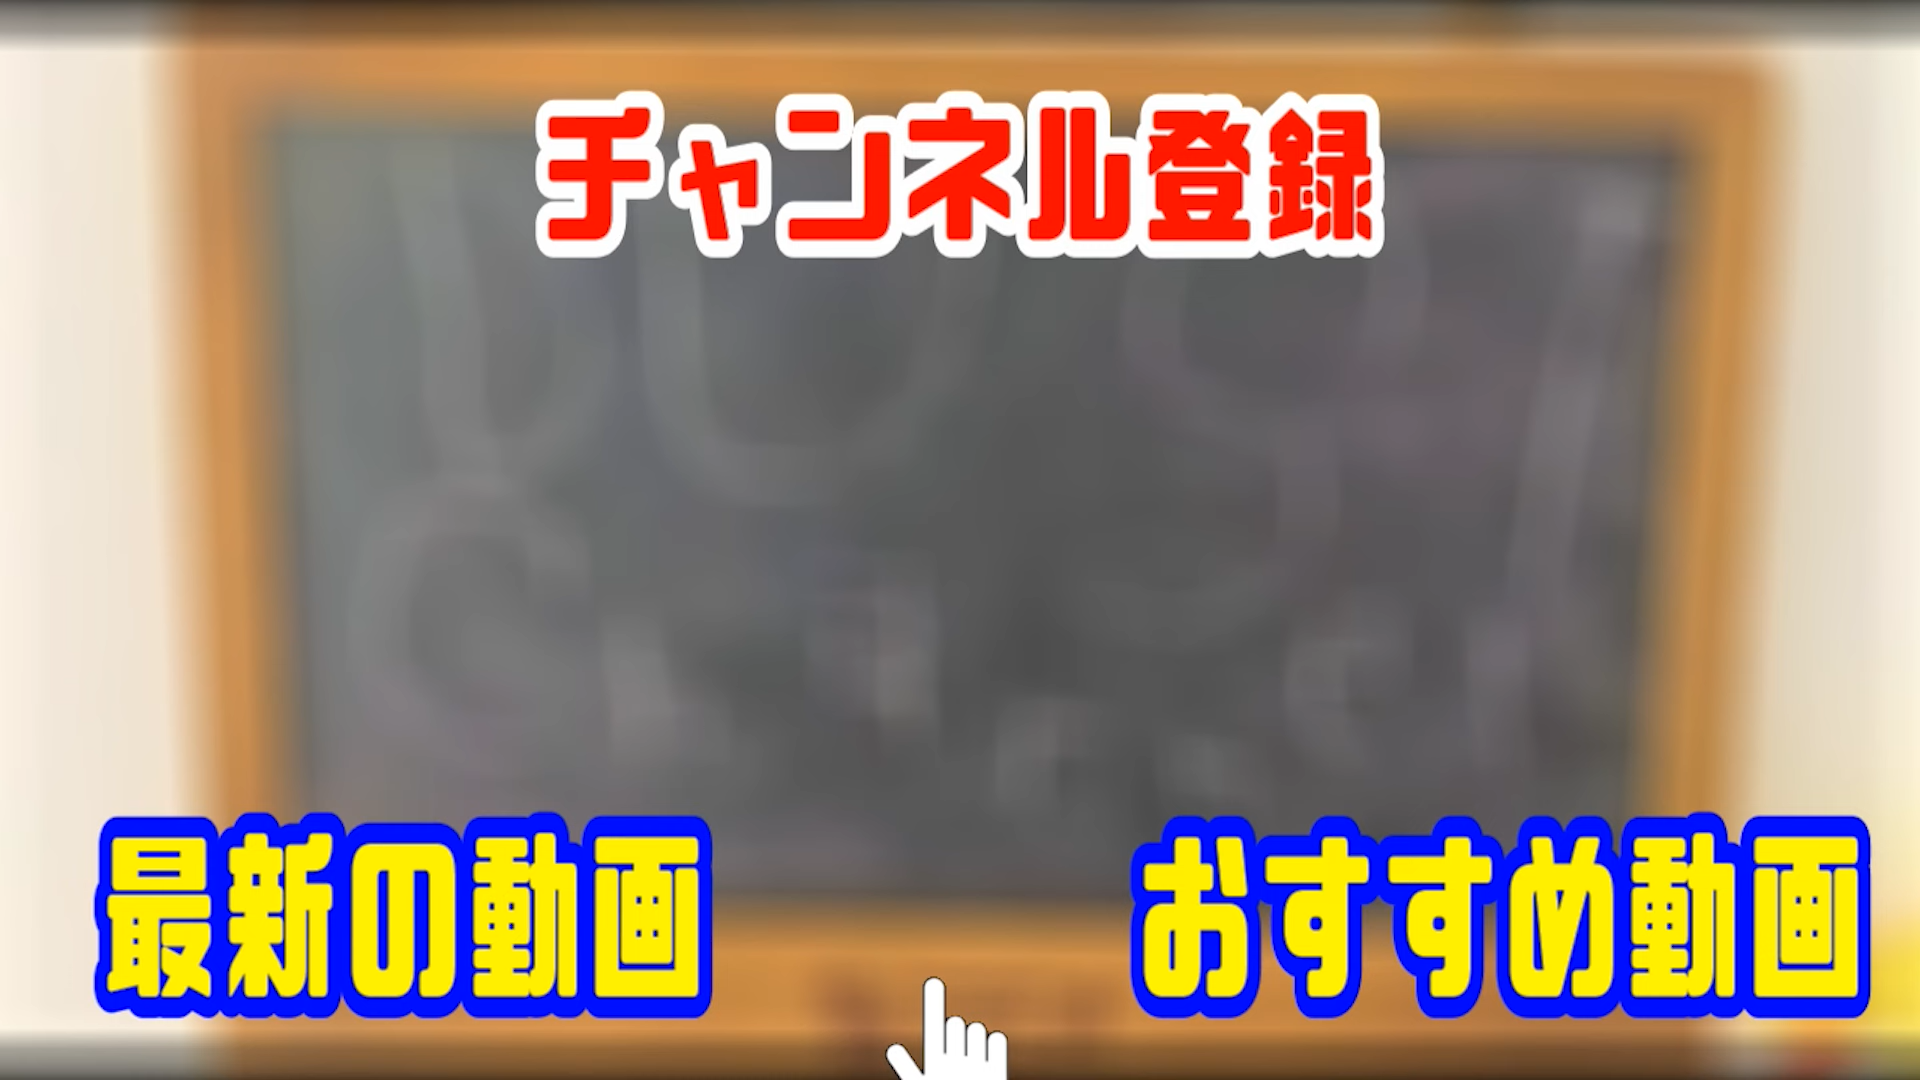 チャンネル登録
最新の動画
おすすめ動画